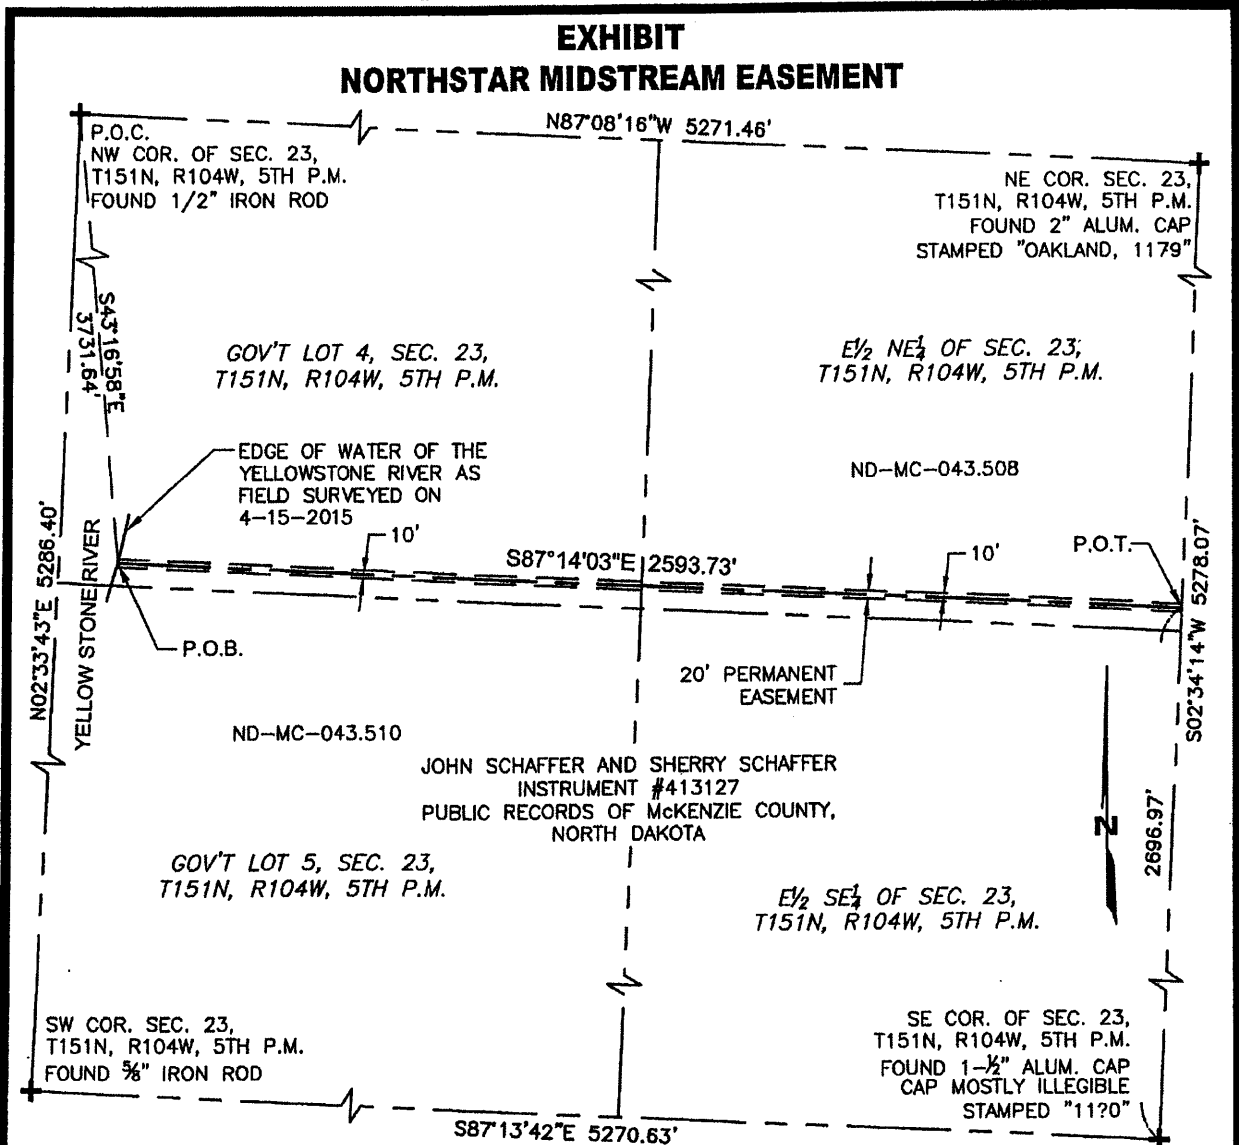 EXHIBIT
NORTHSTAR MIDSTREAM EASEMENT
N87°08'16"W 5271.46'
P.O.C.
NW COR. OF SEC. 23,
T151N, R104W, 5TH P.M.
FOUND 1/2" IRON ROD
NE COR. SEC. 23,
T151N, R104W, 5TH P.M.
FOUND 2" ALUM. CAP
STAMPED "OAKLAND, 1179"
S43°16'58"E
3731.64'
GOV'T LOT 4, SEC. 23,
T151N, R104W, 5TH P.M.
E½ NE¼ OF SEC. 23,
T151N, R104W, 5TH P.M.
EDGE OF WATER OF THE
YELLOWSTONE RIVER AS
FIELD SURVEYED ON
4-15-2015
ND-MC-043.508
10'
S87°14'03"E 2593.73'
10'
P.O.T.
N02°33'43"E 5286.40'
YELLOW STONE RIVER
S02°34'14"W 5278.07'
P.O.B.
20' PERMANENT
EASEMENT
ND-MC-043.510
JOHN SCHAFFER AND SHERRY SCHAFFER
INSTRUMENT #413127
PUBLIC RECORDS OF McKENZIE COUNTY,
NORTH DAKOTA
N
2696.97'
GOV'T LOT 5, SEC. 23,
T151N, R104W, 5TH P.M.
E½ SE¼ OF SEC. 23,
T151N, R104W, 5TH P.M.
SW COR. SEC. 23,
T151N, R104W, 5TH P.M.
FOUND ⅝" IRON ROD
SE COR. OF SEC. 23,
T151N, R104W, 5TH P.M.
FOUND 1-½" ALUM. CAP
CAP MOSTLY ILLEGIBLE
STAMPED "11?0"
S87°13'42"E 5270.63'